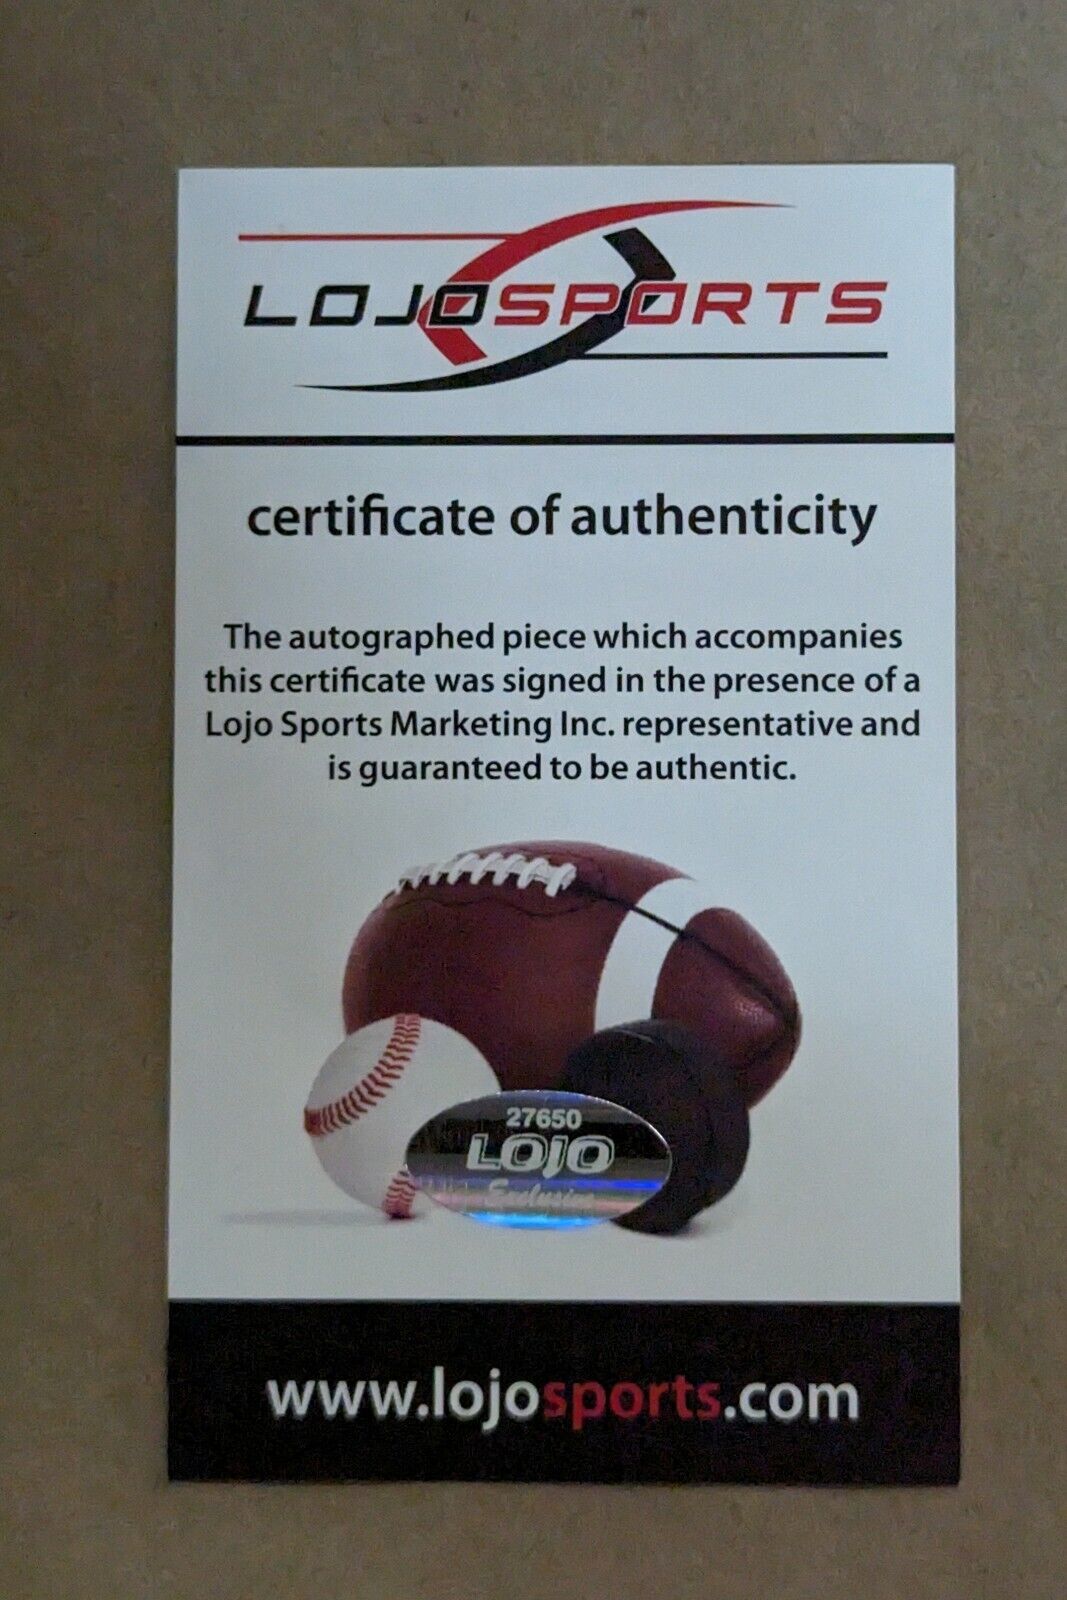 LOJOSPORTS
certificate of authenticity
The autographed piece which accompanies
this certificate was signed in the presence of a
Lojo Sports Marketing Inc. representative and
is guaranteed to be authentic.
27650
LOJO
Exclusive
www.lojosports.com